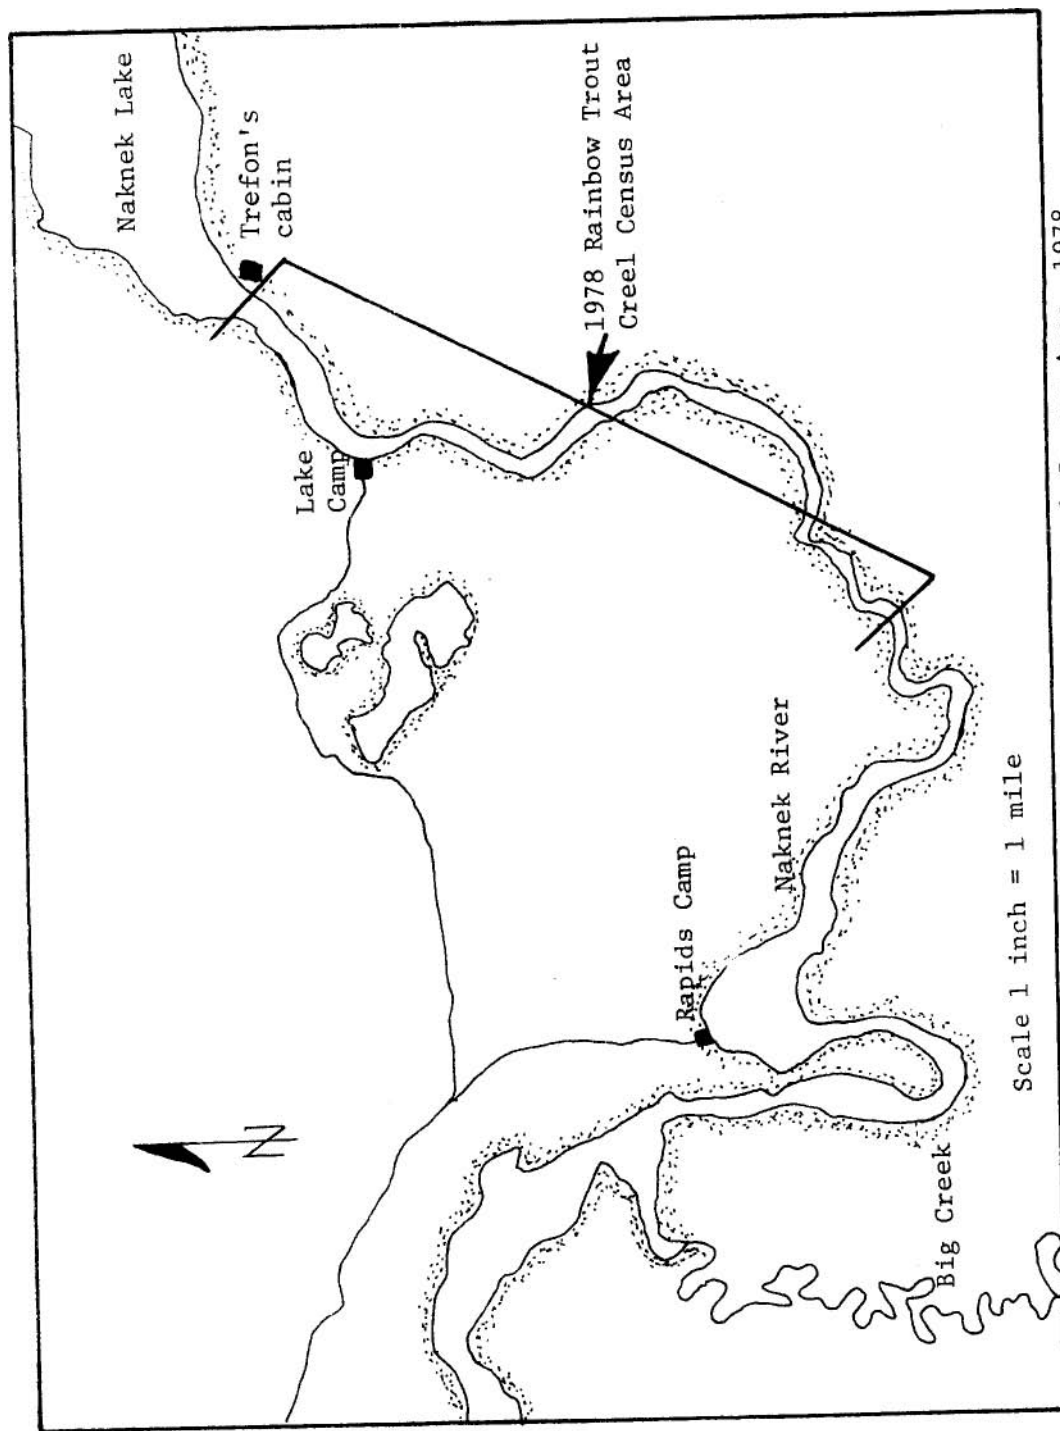 Naknek Lake
Trefon's
cabin
1978 Rainbow Trout
Creel Census Area
Lake
Camp
Rapids Camp
Naknek River
N
Big Creek
Scale 1 inch = 1 mile
1978